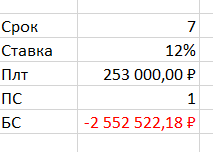 Срок 7
Ставка 12%
Плт 253 000,00 ₽
ПС 1
БС -2 552 522,18 ₽